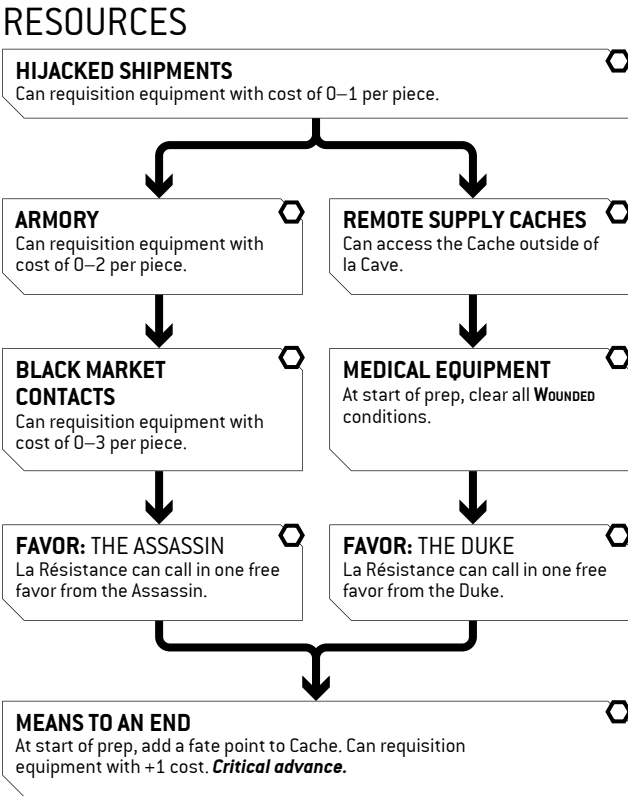 RESOURCES
HIJACKED SHIPMENTS
Can requisition equipment with cost of 0–1 per piece.
ARMORY
Can requisition equipment with
cost of 0–2 per piece.
REMOTE SUPPLY CACHES
Can access the Cache outside of
la Cave.
BLACK MARKET
CONTACTS
Can requisition equipment with
cost of 0–3 per piece.
MEDICAL EQUIPMENT
At start of prep, clear all Wounded
conditions.
FAVOR: THE ASSASSIN
La Résistance can call in one free
favor from the Assassin.
FAVOR: THE DUKE
La Résistance can call in one free
favor from the Duke.
MEANS TO AN END
At start of prep, add a fate point to Cache. Can requisition
equipment with +1 cost. Critical advance.